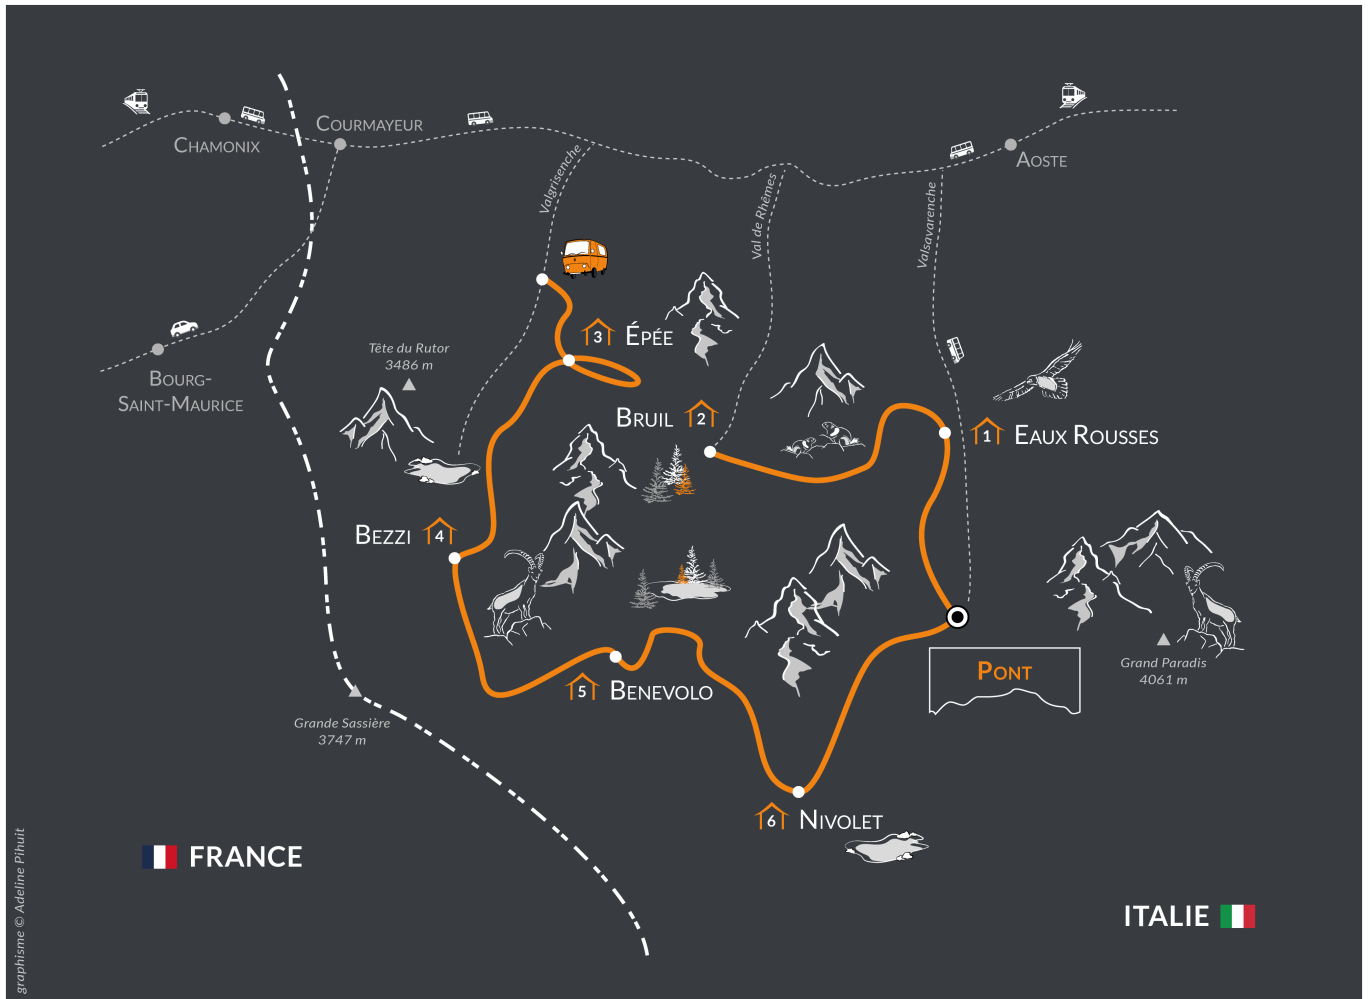 COURMAYEUR
CHAMONIX
AOSTE
Valgrisenche
Val de Rhêmes
Valsavarenche
BOURG-
SAINT-MAURICE
Tête du Rutor
3486 m
3 ÉPÉE
BRUIL 2
1 EAUX ROUSSES
BEZZI 4
5 BENEVOLO
PONT
Grand Paradis
4061 m
Grande Sassière
3747 m
6 NIVOLET
FRANCE
ITALIE
graphisme © Adeline Pihuit